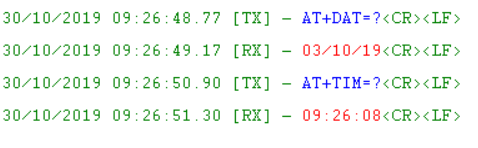 30/10/2019 09:26:48.77 [TX] – AT+DAT=?<CR><LF>
30/10/2019 09:26:49.17 [RX] – 03/10/19<CR><LF>
30/10/2019 09:26:50.90 [TX] – AT+TIM=?<CR><LF>
30/10/2019 09:26:51.30 [RX] – 09:26:08<CR><LF>